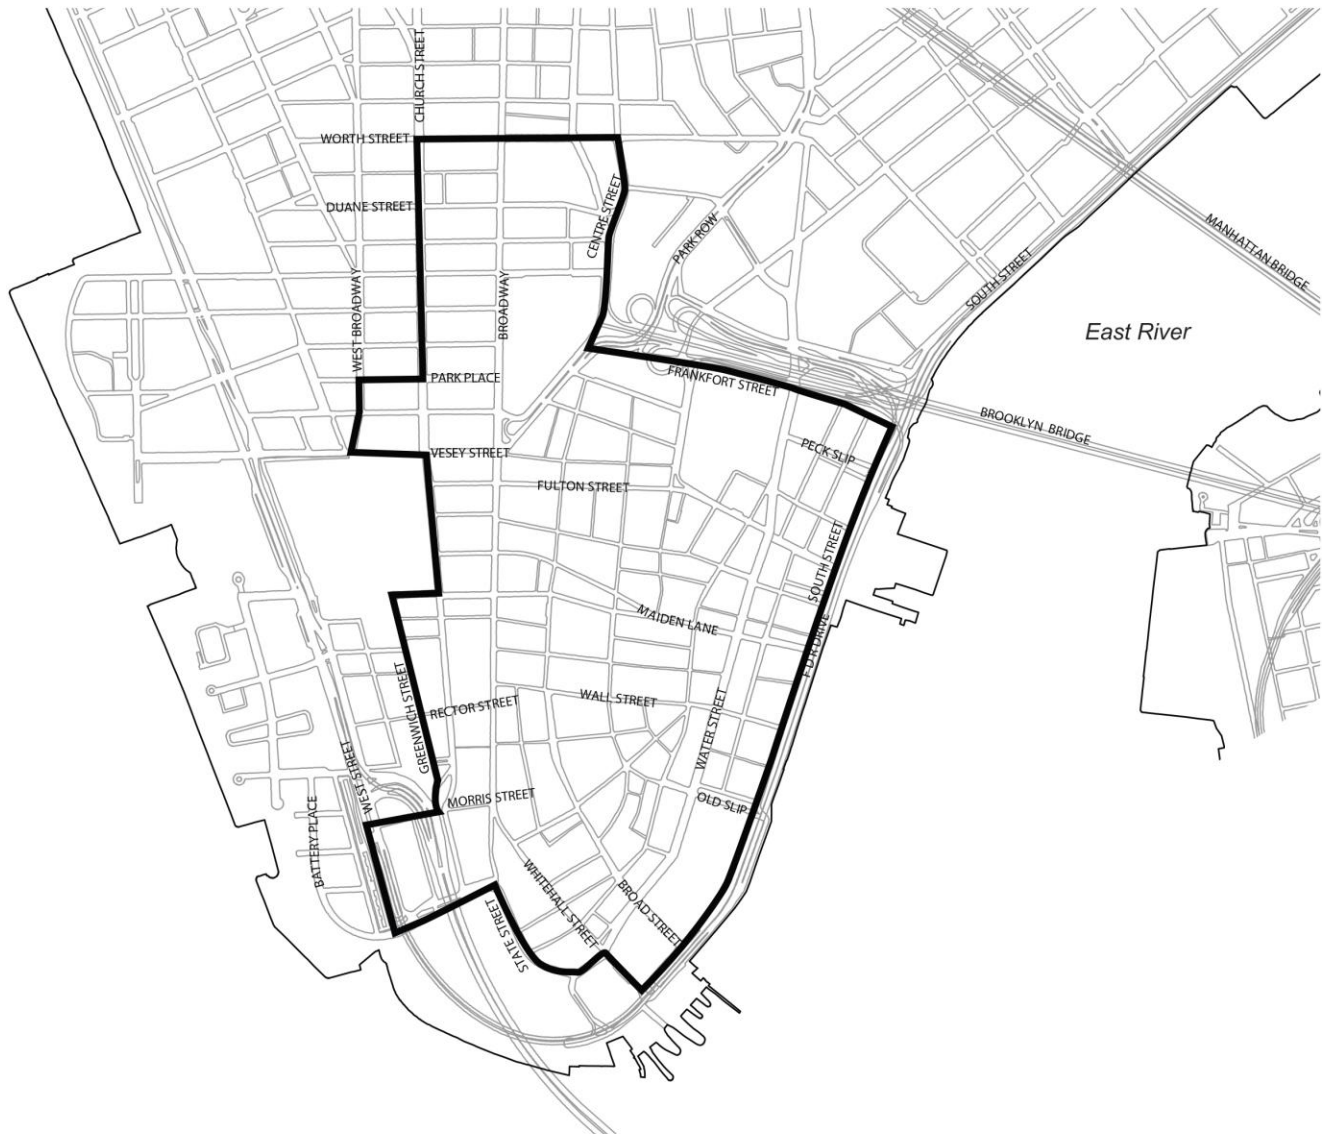 CHURCH STREET
WORTH STREET
DUANE STREET
CENTRE STREET
PARK ROW
MANHATTAN BRIDGE
SOUTH STREET
WEST BROADWAY
BROADWAY
East River
PARK PLACE
FRANKFORT STREET
BROOKLYN BRIDGE
VESEY STREET
PECK SLIP
FULTON STREET
SOUTH STREET
MAIDEN LANE
F D R DRIVE
GREENWICH STREET
RECTOR STREET
WALL STREET
WATER STREET
WEST STREET
MORRIS STREET
OLD SLIP
BATTERY PLACE
WHITEHALL STREET
BROAD STREET
STATE STREET